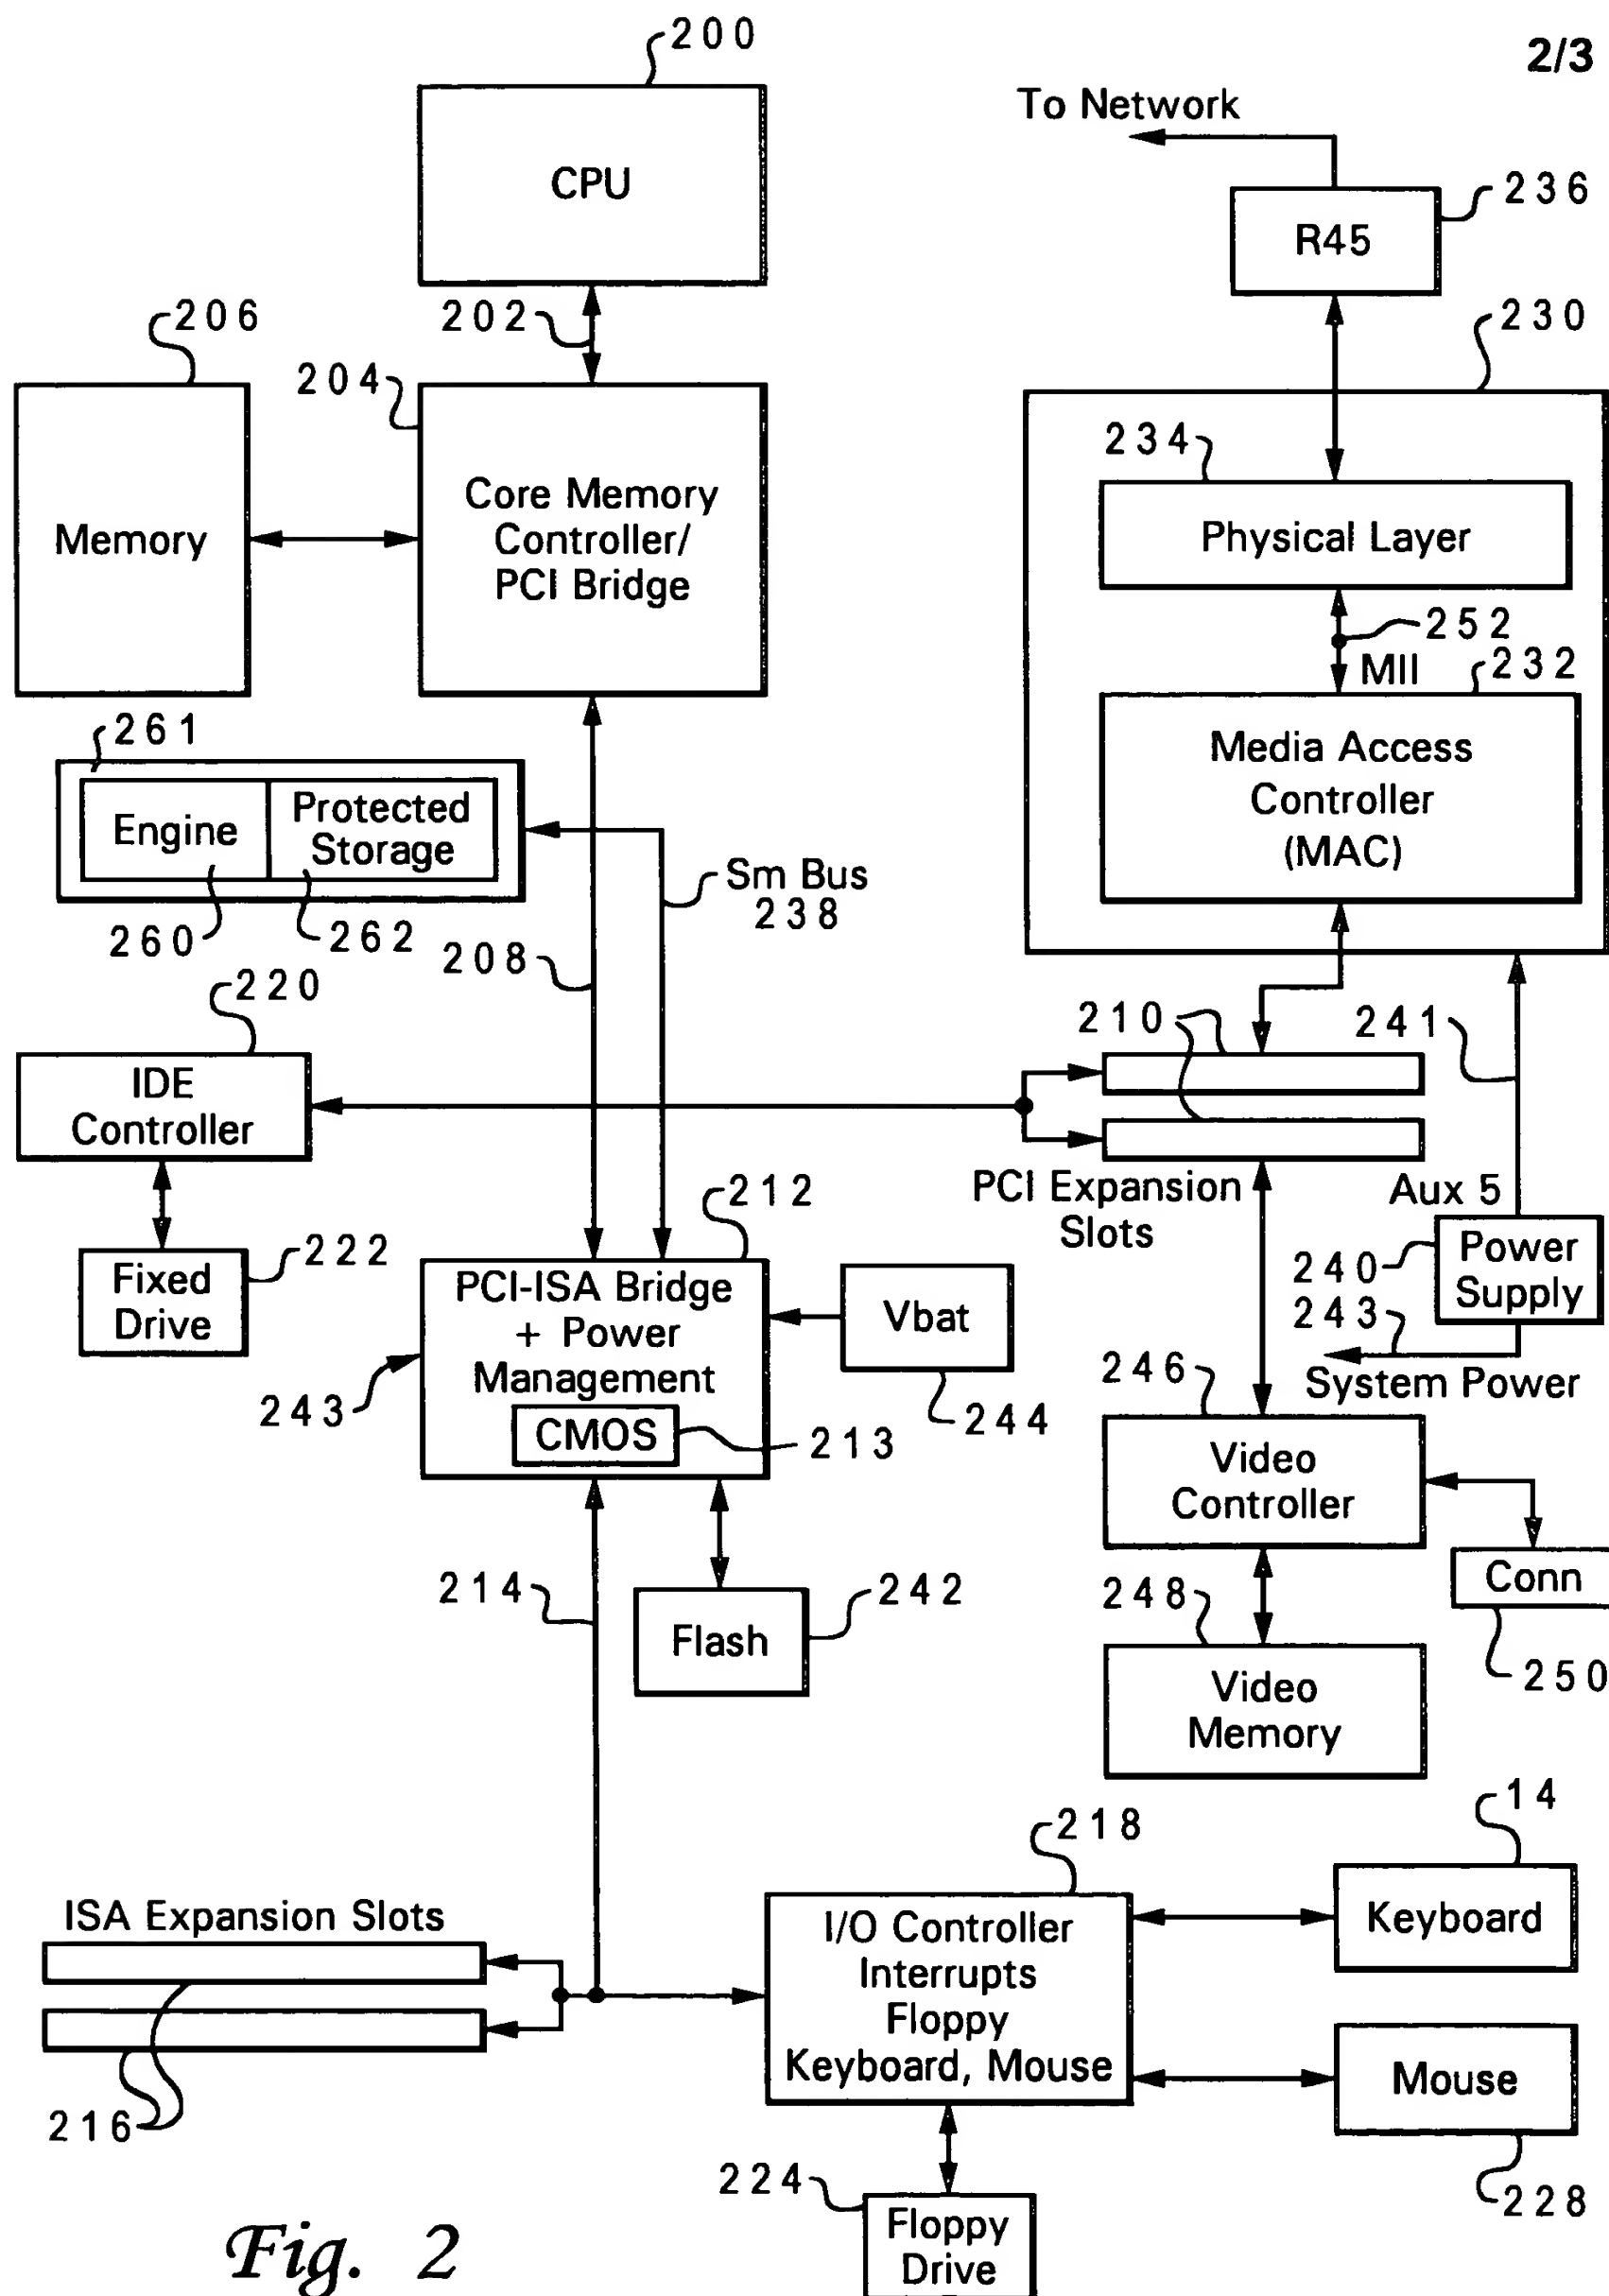 200
2/3
To Network
CPU
236
R45
206
202
230
204
234
Core Memory
Controller/
PCI Bridge
Memory
Physical Layer
252
MII
232
261
Media Access
Controller
(MAC)
Engine
Protected
Storage
Sm Bus
238
260
262
208
220
210
241
IDE
Controller
212
PCI Expansion
Slots
Aux 5
222
Fixed
Drive
PCI-ISA Bridge
+ Power
Management
Vbat
240
Power
Supply
243
System Power
243
244
246
CMOS
213
Video
Controller
214
242
248
Conn
Flash
250
Video
Memory
14
218
ISA Expansion Slots
I/O Controller
Interrupts
Floppy
Keyboard, Mouse
Keyboard
Mouse
216
224
228
Floppy
Drive
Fig. 2